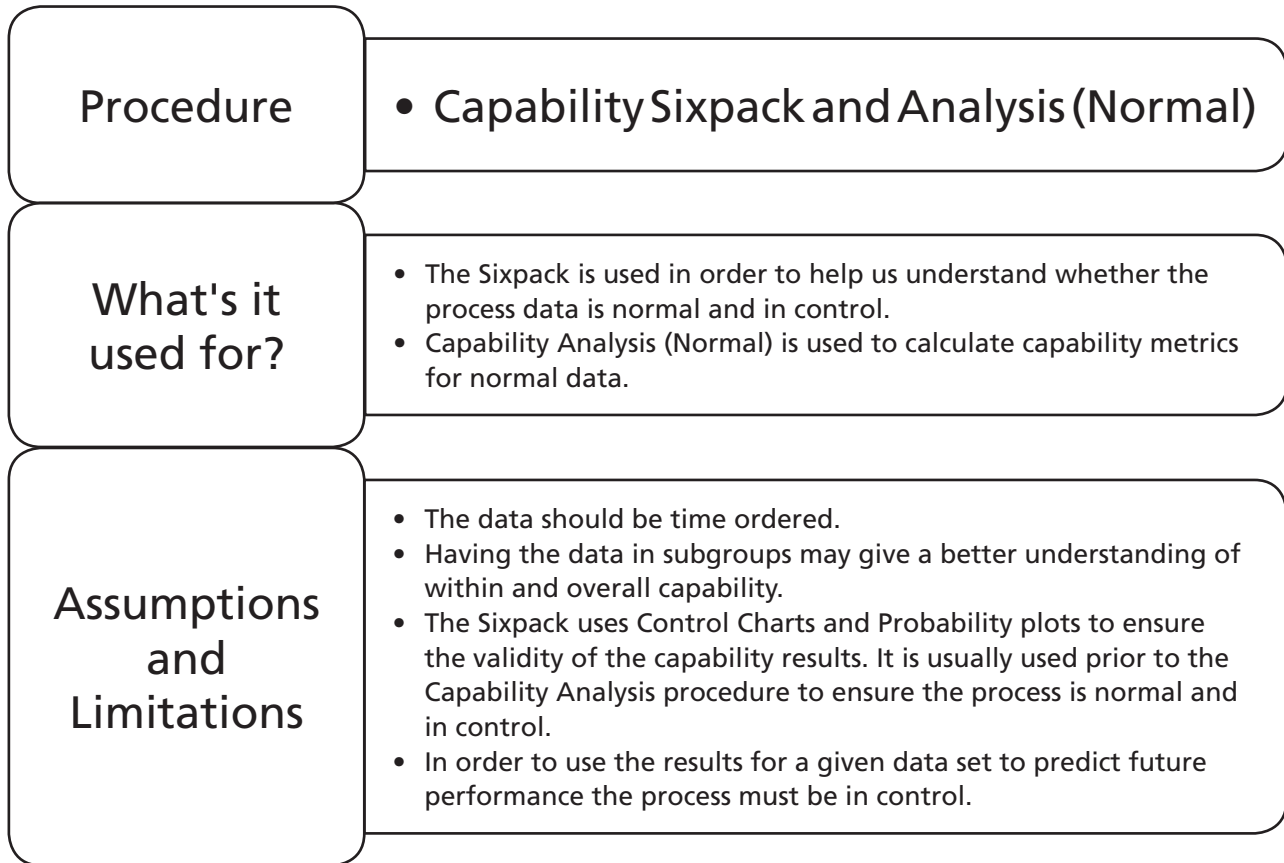 Procedure
• Capability Sixpack and Analysis (Normal)
What's it
used for?
• The Sixpack is used in order to help us understand whether the
process data is normal and in control.
• Capability Analysis (Normal) is used to calculate capability metrics
for normal data.
Assumptions
and
Limitations
• The data should be time ordered.
• Having the data in subgroups may give a better understanding of
within and overall capability.
• The Sixpack uses Control Charts and Probability plots to ensure
the validity of the capability results. It is usually used prior to the
Capability Analysis procedure to ensure the process is normal and
in control.
• In order to use the results for a given data set to predict future
performance the process must be in control.